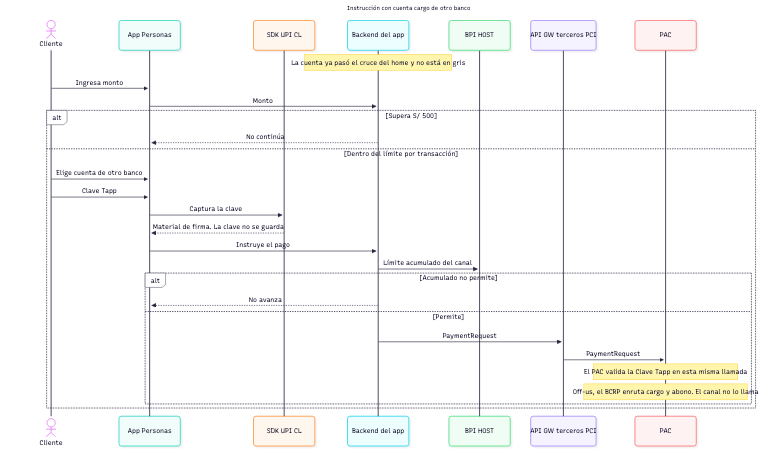 Instrucción con cuenta cargo de otro banco
Cliente
App Personas
SDK UPI CL
Backend del app
BPI HOST
API GW terceros PCI
PAC
La cuenta ya pasó el cruce del home y no está en gris
Ingresa monto
Monto
alt
[Supera S/ 500]
No continúa
[Dentro del límite por transacción]
Elige cuenta de otro banco
Clave Tapp
Captura la clave
Material de firma. La clave no se guarda
Instruye el pago
Límite acumulado del canal
alt
[Acumulado no permite]
No avanza
[Permite]
PaymentRequest
PaymentRequest
El PAC valida la Clave Tapp en esta misma llamada
Off-us, el BCRP enruta cargo y abono. El canal no lo llama
Cliente
App Personas
SDK UPI CL
Backend del app
BPI HOST
API GW terceros PCI
PAC